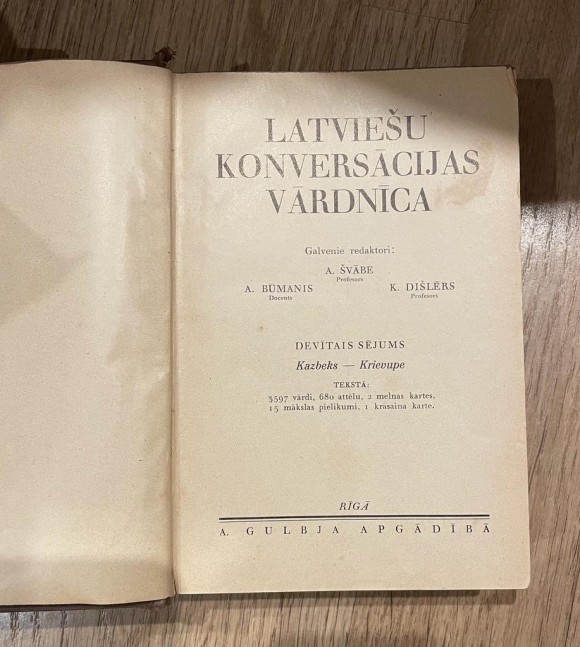 LATVIEŠU
KONVERSĀCIJAS
VĀRDNĪCA
Galvenie redaktori:
A. ŠVĀBE
Profesors
A. BŪMANIS K. DIŠLĒRS
Docents Profesors
DEVĪTAIS SĒJUMS
Kazbeks — Krievupe
TEKSTĀ:
3597 vārdi, 680 attēlu, 2 melnas kartes,
15 mākslas pielikumi, 1 krāsaina karte.
RĪGĀ
A. GULBJA APGĀDĪBĀ